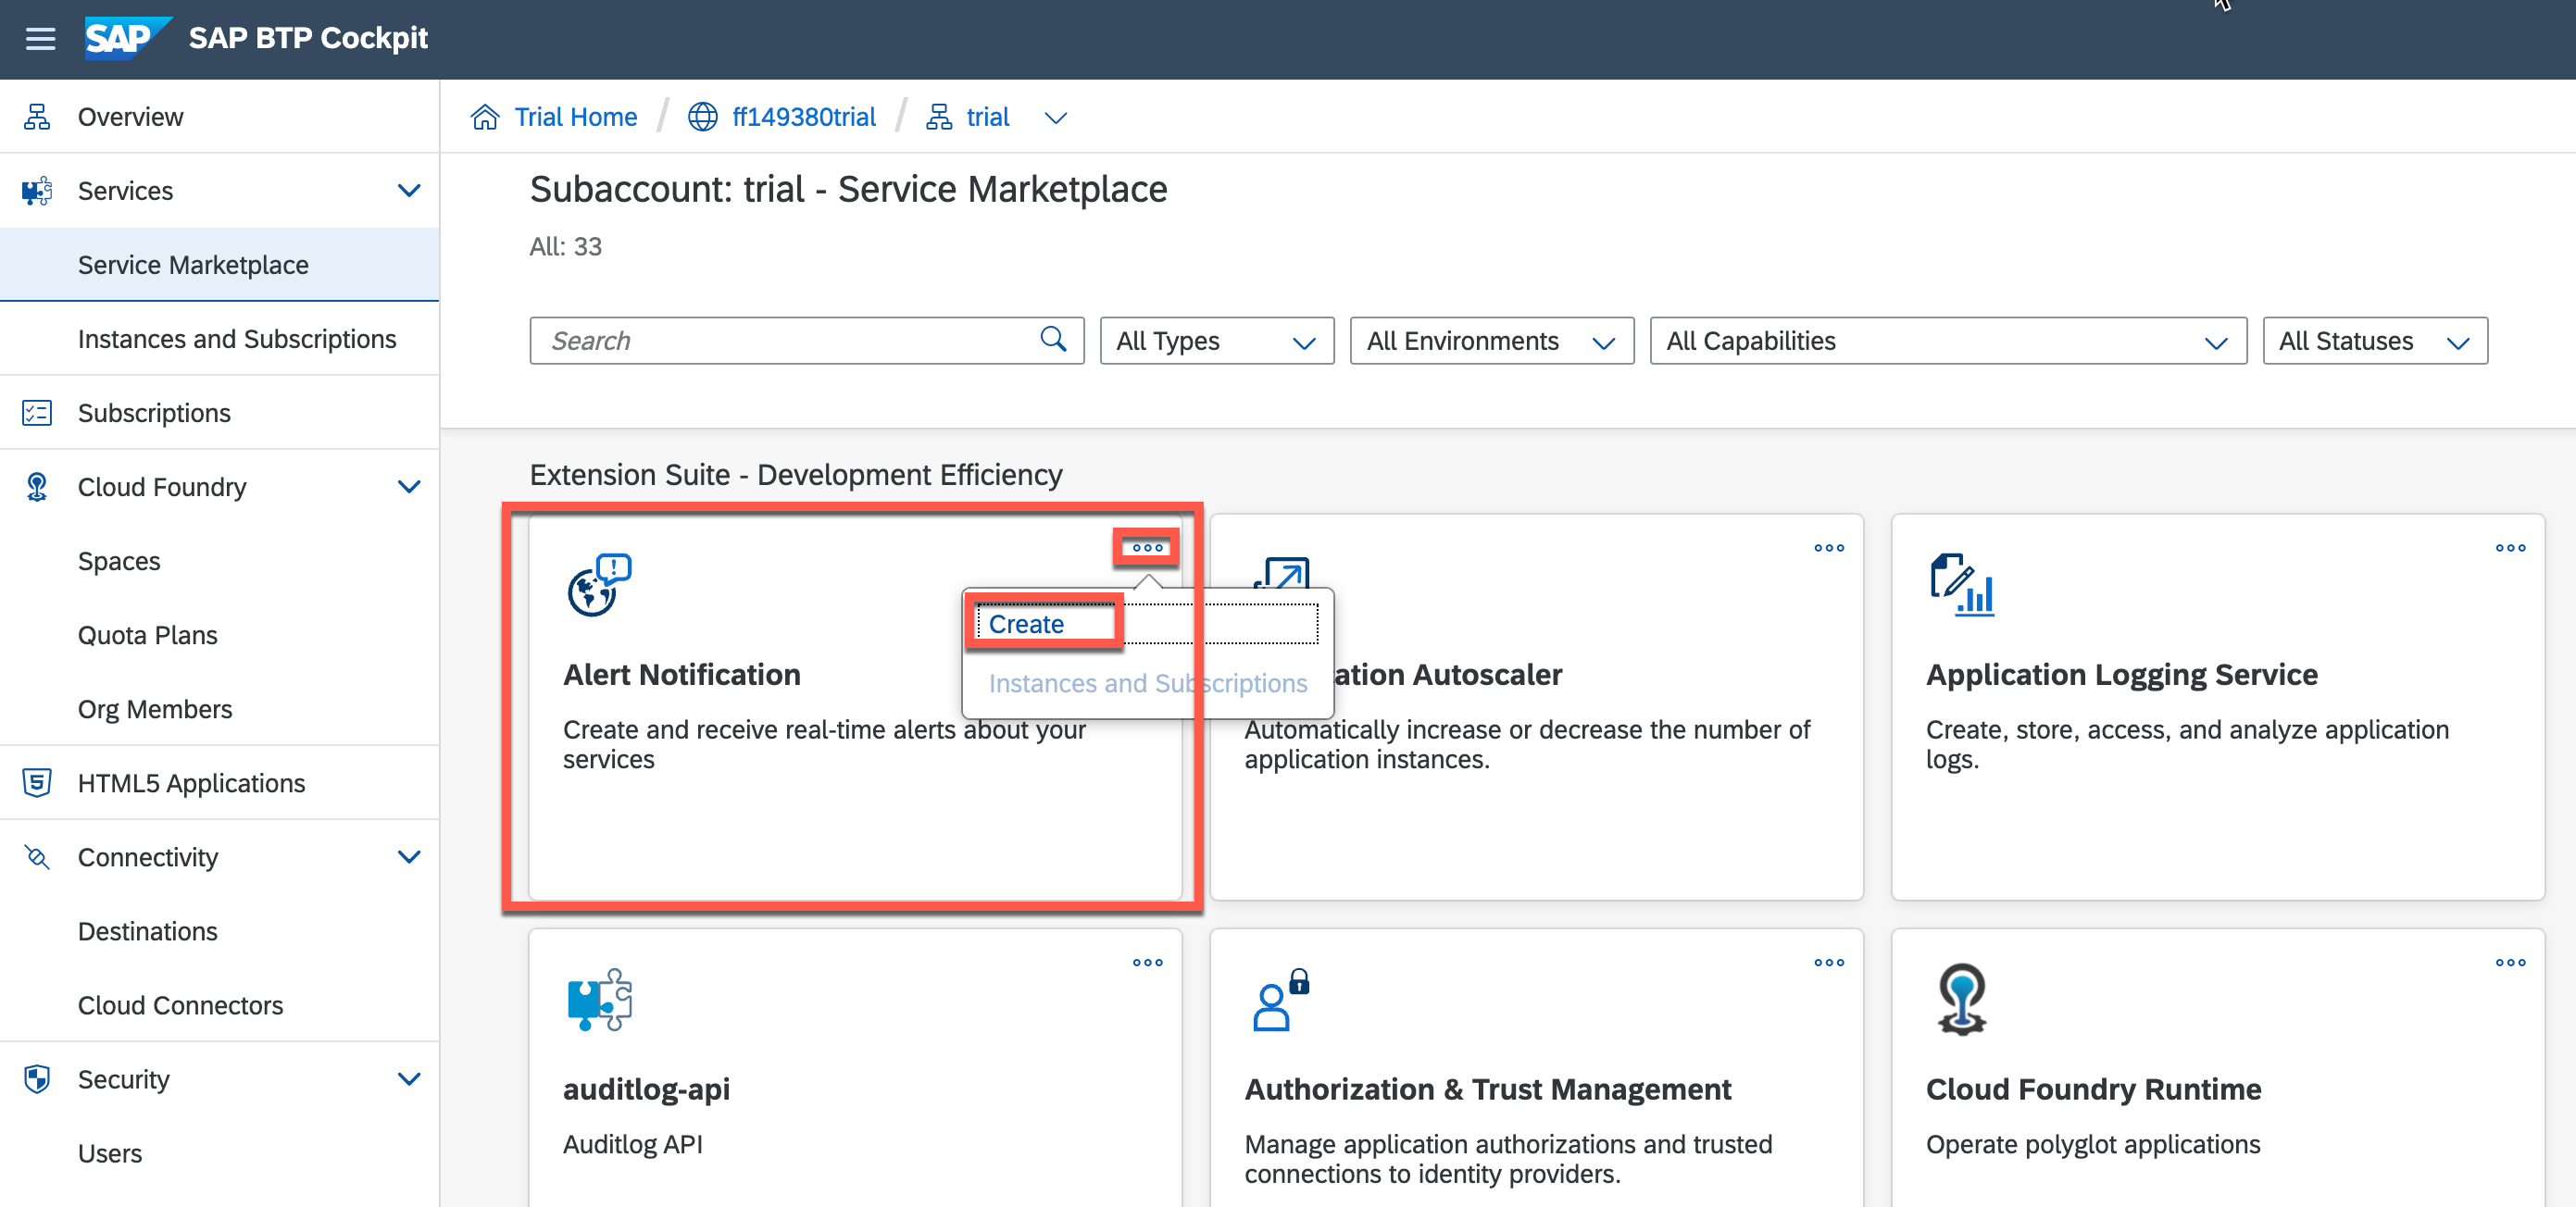 SAP SAP BTP Cockpit
Overview
Services
Service Marketplace
Instances and Subscriptions
Subscriptions
Cloud Foundry
Spaces
Quota Plans
Org Members
HTML5 Applications
Connectivity
Destinations
Cloud Connectors
Security
Users
Trial Home / ff149380trial / trial
Subaccount: trial - Service Marketplace
All: 33
Search All Types All Environments All Capabilities All Statuses
Extension Suite - Development Efficiency
Create
Instances and Subscriptions
Alert Notification
Create and receive real-time alerts about your
services
ation Autoscaler
Automatically increase or decrease the number of
application instances.
Application Logging Service
Create, store, access, and analyze application
logs.
auditlog-api
Auditlog API
Authorization & Trust Management
Manage application authorizations and trusted
connections to identity providers.
Cloud Foundry Runtime
Operate polyglot applications